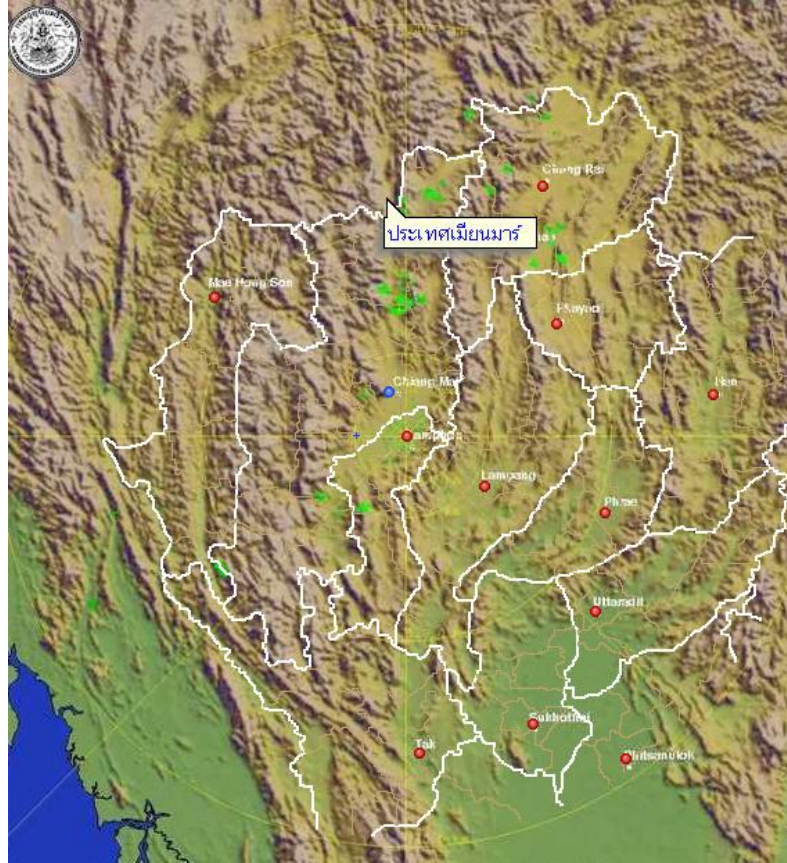 Chiang Rai
ประเทศเมียนมาร์
Mae Hong Son
Phayao
Chiang Mai
Nan
Lamphun
Lampang
Phrae
Uttaradit
Sukhothai
Tak
Phitsanulok